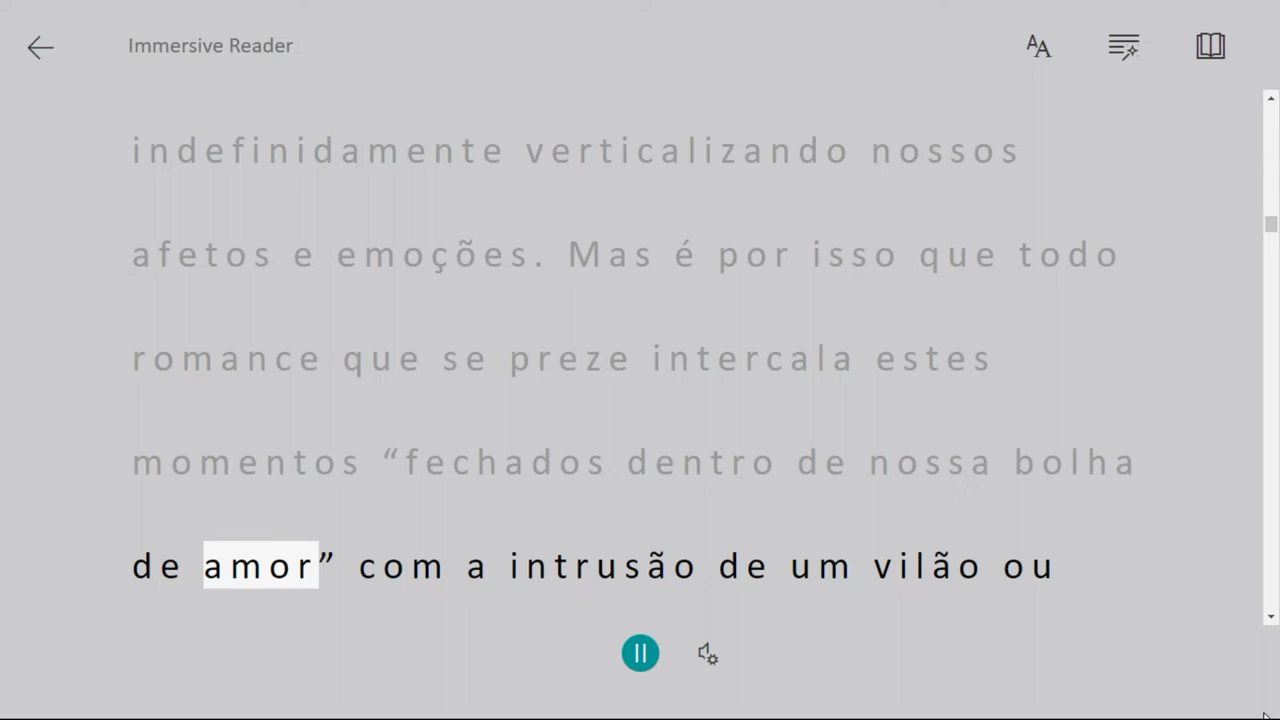 Immersive Reader
indefinidamente verticalizando nossos
afetos e emoções. Mas é por isso que todo
romance que se preze intercala estes
momentos “fechados dentro de nossa bolha
de amor” com a intrusão de um vilão ou